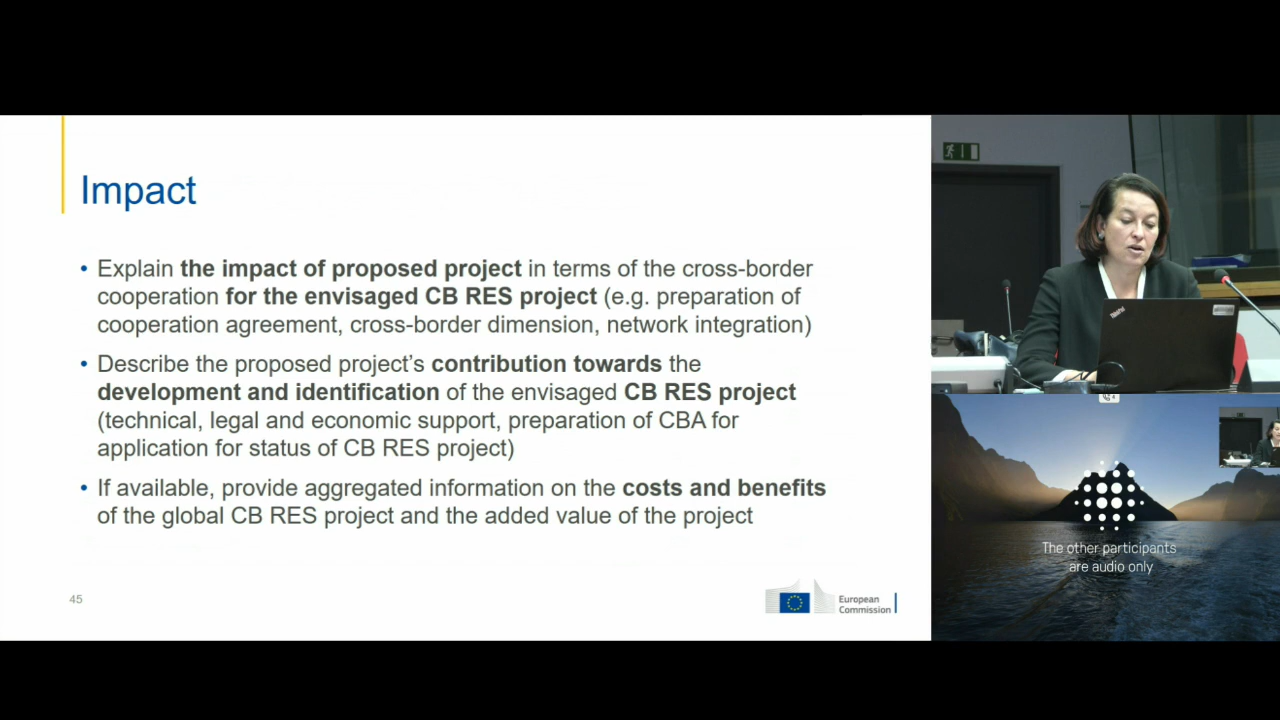 Impact
• Explain the impact of proposed project in terms of the cross-border
cooperation for the envisaged CB RES project (e.g. preparation of
cooperation agreement, cross-border dimension, network integration)
• Describe the proposed project's contribution towards the
development and identification of the envisaged CB RES project
(technical, legal and economic support, preparation of CBA for
application for status of CB RES project)
• If available, provide aggregated information on the costs and benefits
of the global CB RES project and the added value of the project
45
European
Commission
ThinkPad
The other participants
are audio only